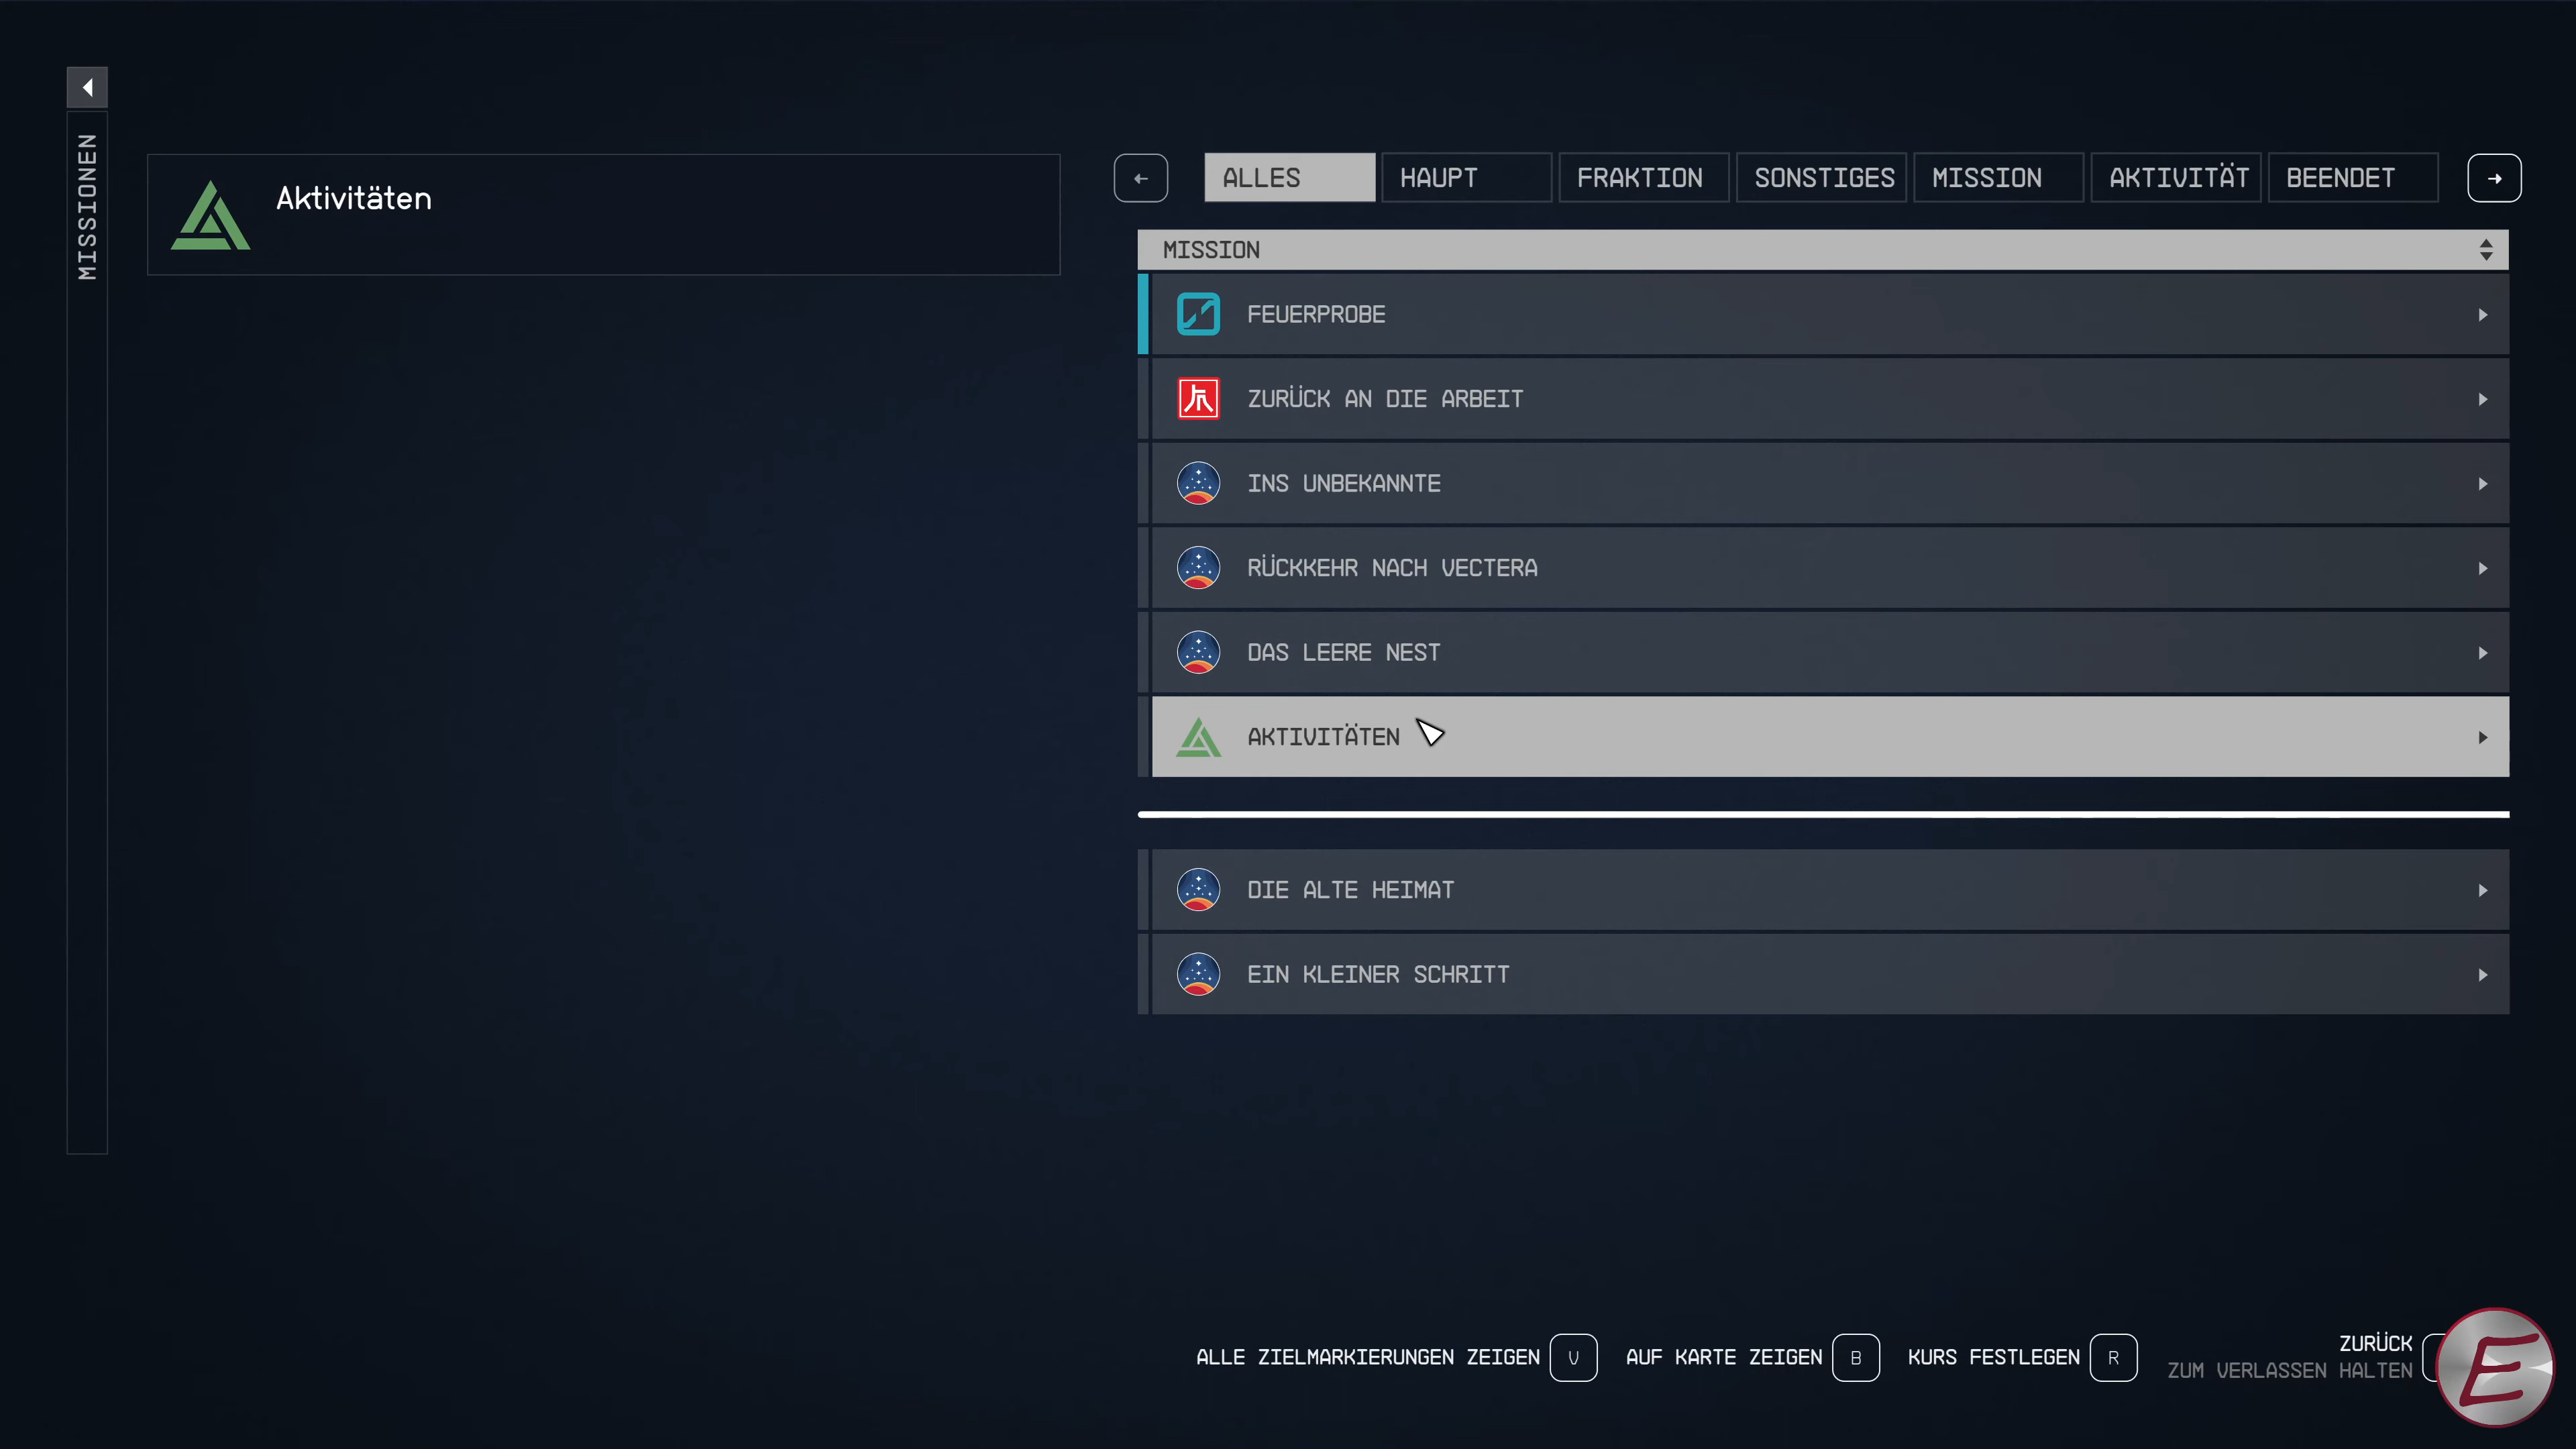 MISSIONEN
Aktivitäten
ALLES HAUPT FRAKTION SONSTIGES MISSION AKTIVITÄT BEENDET
MISSION
FEUERPROBE
ZURÜCK AN DIE ARBEIT
INS UNBEKANNTE
RÜCKKEHR NACH VECTERA
DAS LEERE NEST
AKTIVITÄTEN
DIE ALTE HEIMAT
EIN KLEINER SCHRITT
ALLE ZIELMARKIERUNGEN ZEIGEN V AUF KARTE ZEIGEN B KURS FESTLEGEN R ZURÜCK
ZUM VERLASSEN HALTEN
E